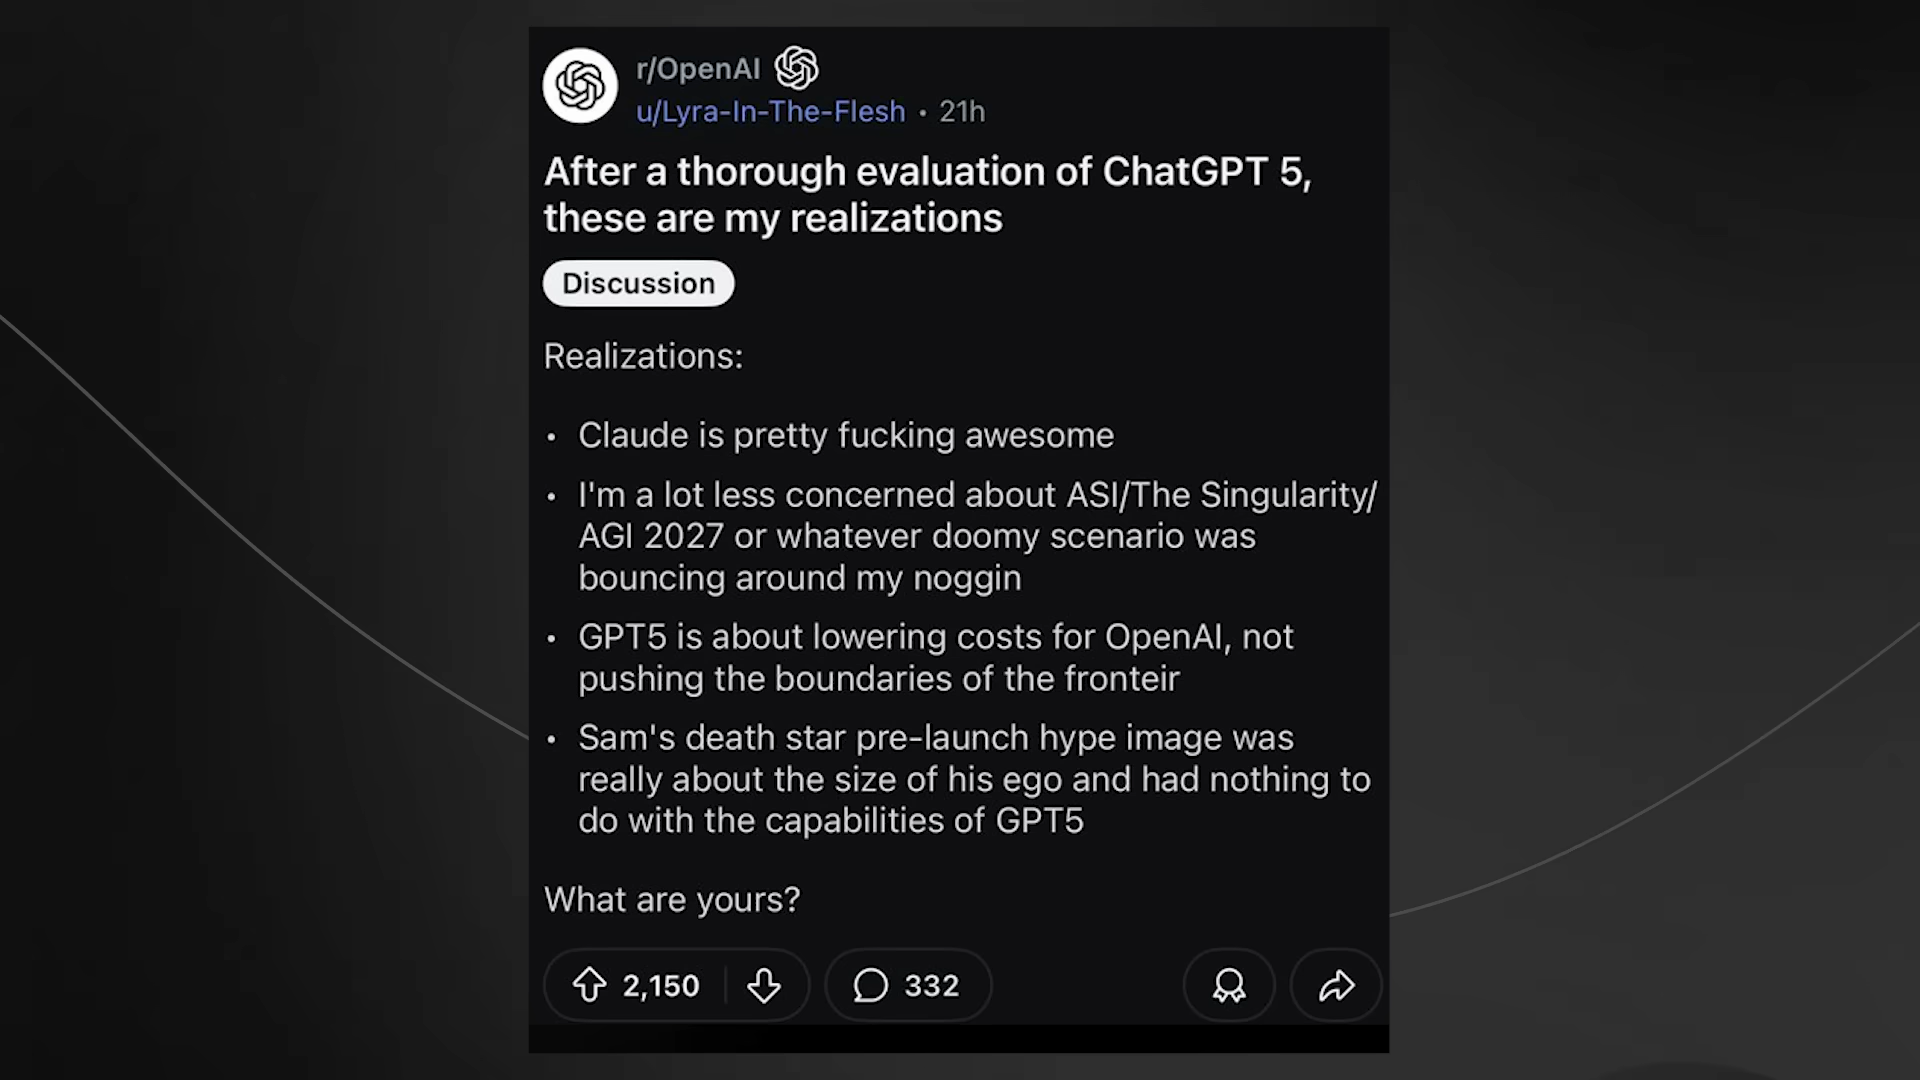 r/OpenAI
u/Lyra-In-The-Flesh • 21h
After a thorough evaluation of ChatGPT 5,
these are my realizations
Discussion
Realizations:
• Claude is pretty fucking awesome
• I'm a lot less concerned about ASI/The Singularity/
AGI 2027 or whatever doomy scenario was
bouncing around my noggin
• GPT5 is about lowering costs for OpenAI, not
pushing the boundaries of the fronteir
• Sam's death star pre-launch hype image was
really about the size of his ego and had nothing to
do with the capabilities of GPT5
What are yours?
2,150 332